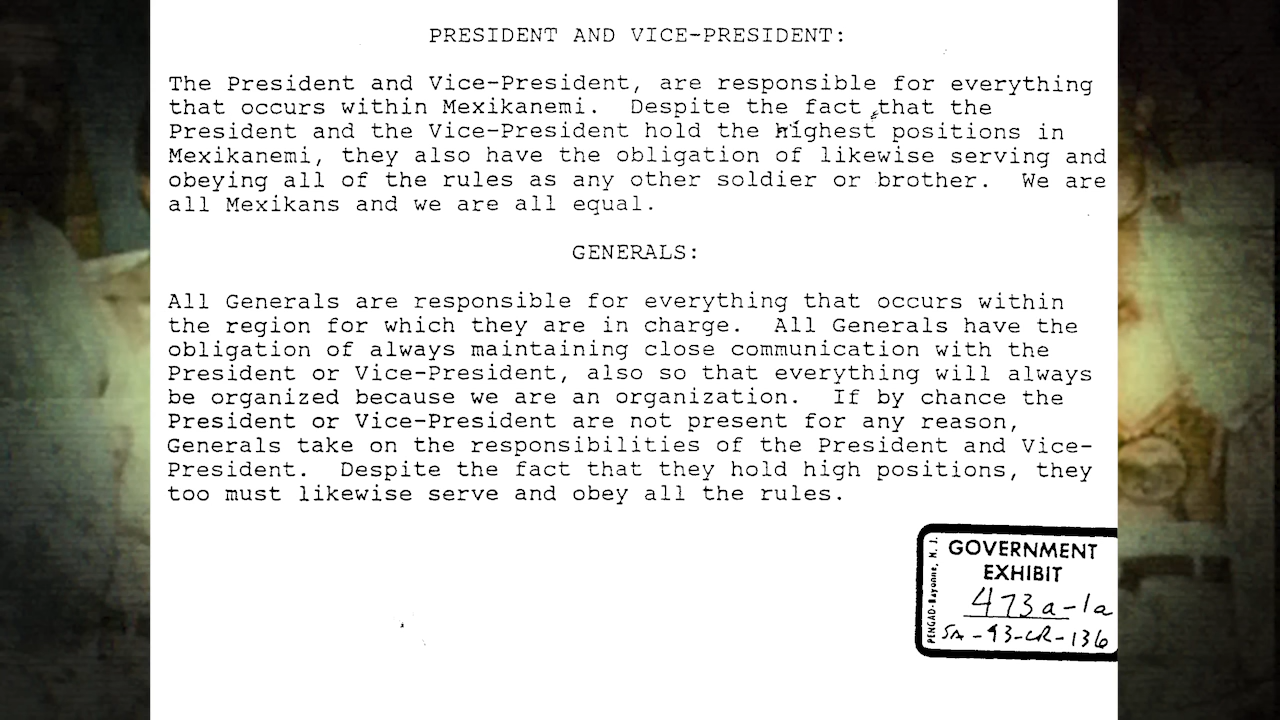 PRESIDENT AND VICE-PRESIDENT:
The President and Vice-President, are responsible for everything
that occurs within Mexikanemi.  Despite the fact that the
President and the Vice-President hold the highest positions in
Mexikanemi, they also have the obligation of likewise serving and
obeying all of the rules as any other soldier or brother.  We are
all Mexikans and we are all equal.
GENERALS:
All Generals are responsible for everything that occurs within
the region for which they are in charge.  All Generals have the
obligation of always maintaining close communication with the
President or Vice-President, also so that everything will always
be organized because we are an organization.  If by chance the
President or Vice-President are not present for any reason,
Generals take on the responsibilities of the President and Vice-
President.  Despite the fact that they hold high positions, they
too must likewise serve and obey all the rules.
PENGAD-Bayonne, N. J.
GOVERNMENT
EXHIBIT
473a-1a
SA-93-CR-136